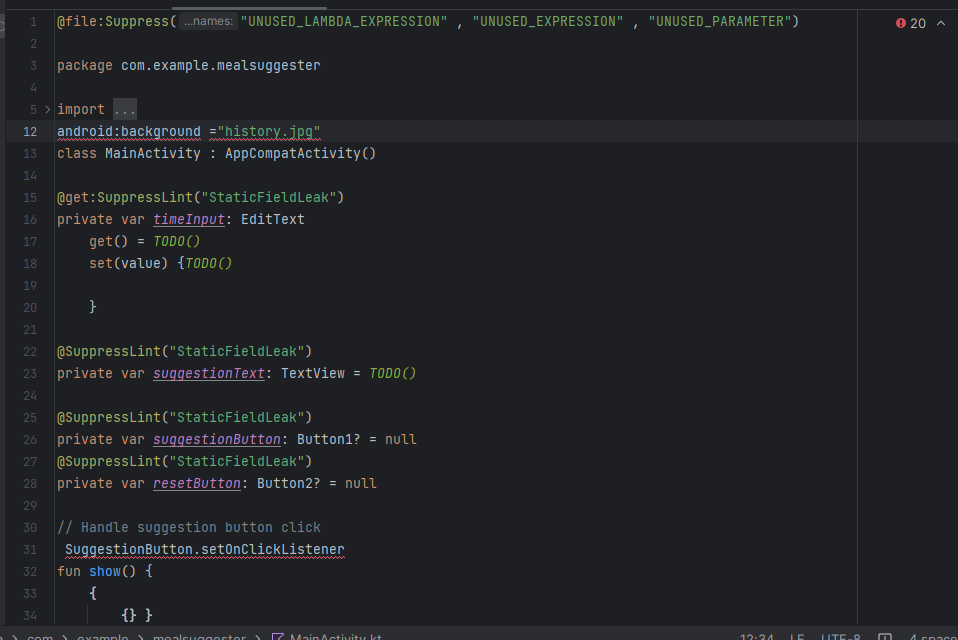 1 @file:Suppress( ...names: "UNUSED_LAMBDA_EXPRESSION" , "UNUSED_EXPRESSION" , "UNUSED_PARAMETER") 20
2
3 package com.example.mealsuggester
4
5 import ...
12 android:background ="history.jpg"
13 class MainActivity : AppCompatActivity()
14
15 @get:SuppressLint("StaticFieldLeak")
16 private var timeInput: EditText
17 get() = TODO()
18 set(value) {TODO()
19
20 }
21
22 @SuppressLint("StaticFieldLeak")
23 private var suggestionText: TextView = TODO()
24
25 @SuppressLint("StaticFieldLeak")
26 private var suggestionButton: Button1? = null
27 @SuppressLint("StaticFieldLeak")
28 private var resetButton: Button2? = null
29
30 // Handle suggestion button click
31 SuggestionButton.setOnClickListener
32 fun show() {
33 {
34 {} }
com > example > mealsuggester > MainActivity.kt 12:34 LF UTF-8 4 space